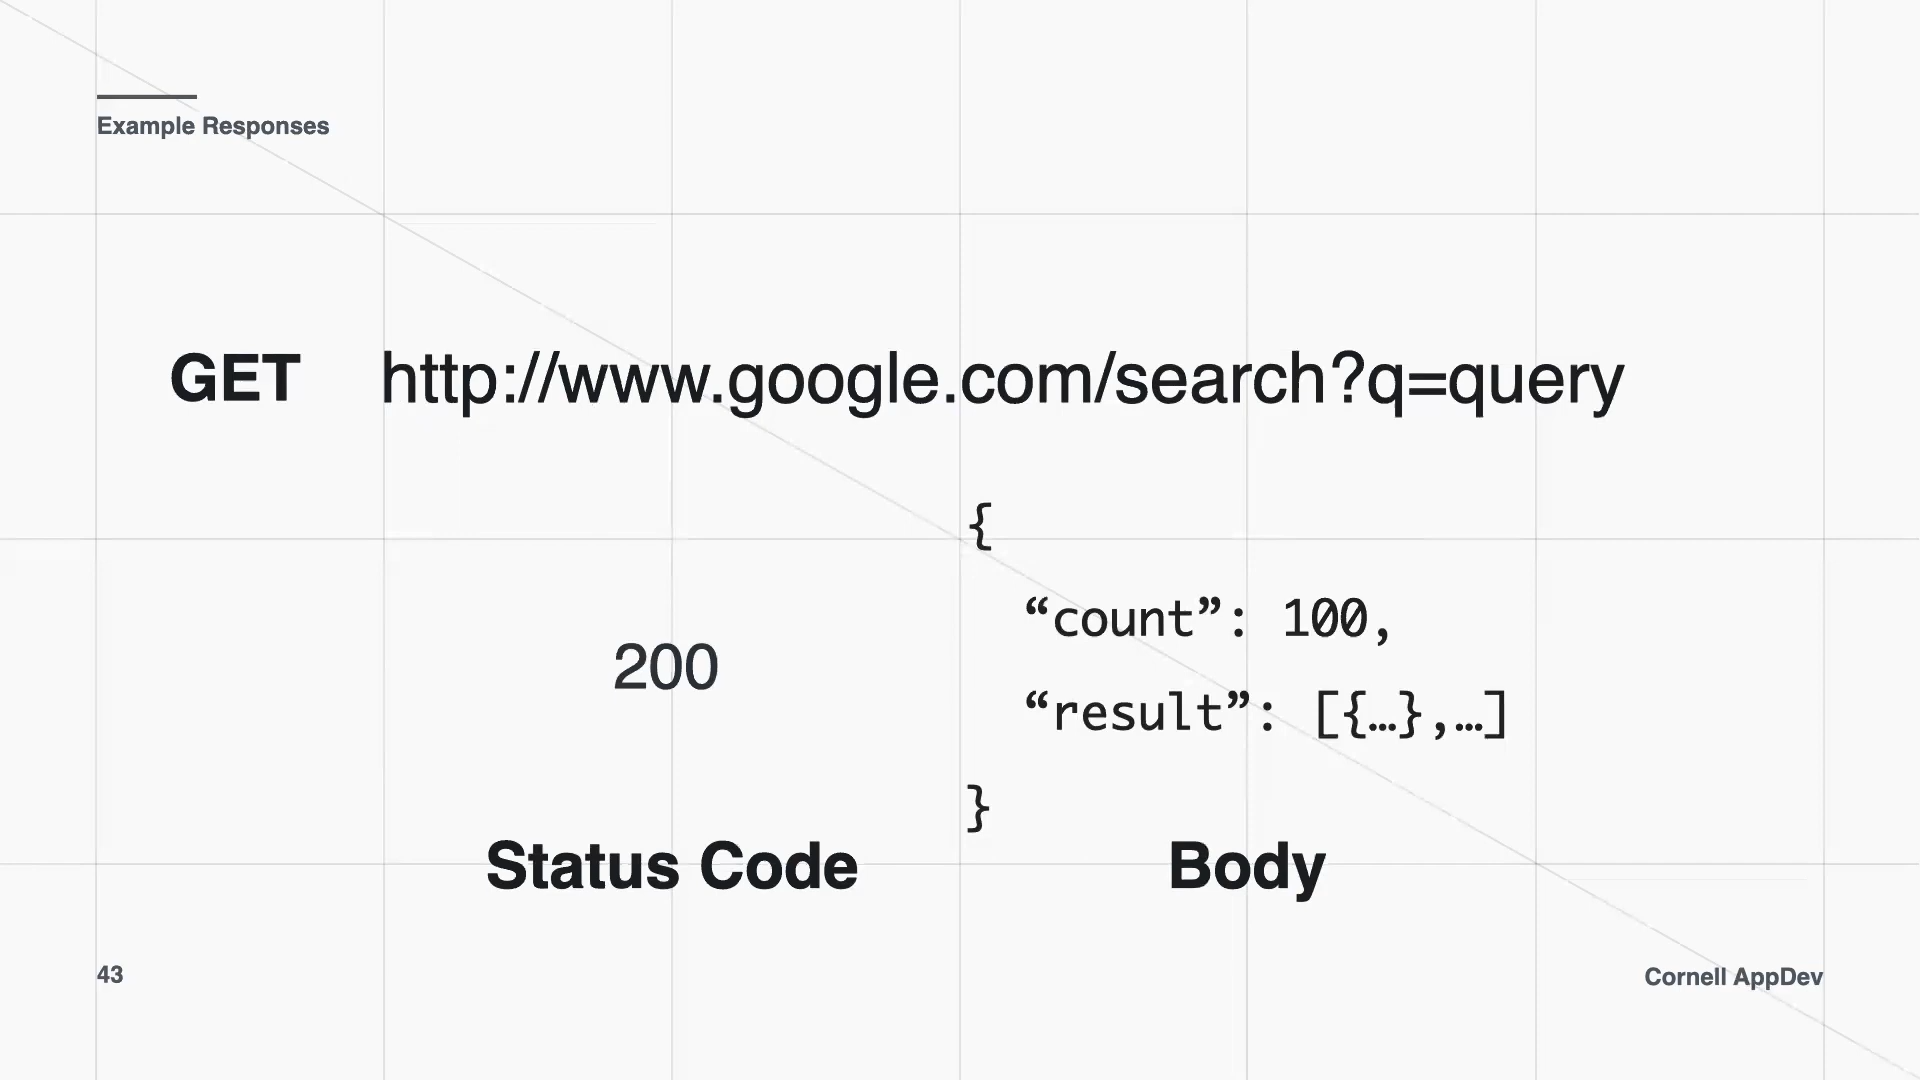 Example Responses
GET http://www.google.com/search?q=query
{
“count”: 100,
200
“result”: [{…},…]
}
Status Code
Body
43
Cornell AppDev